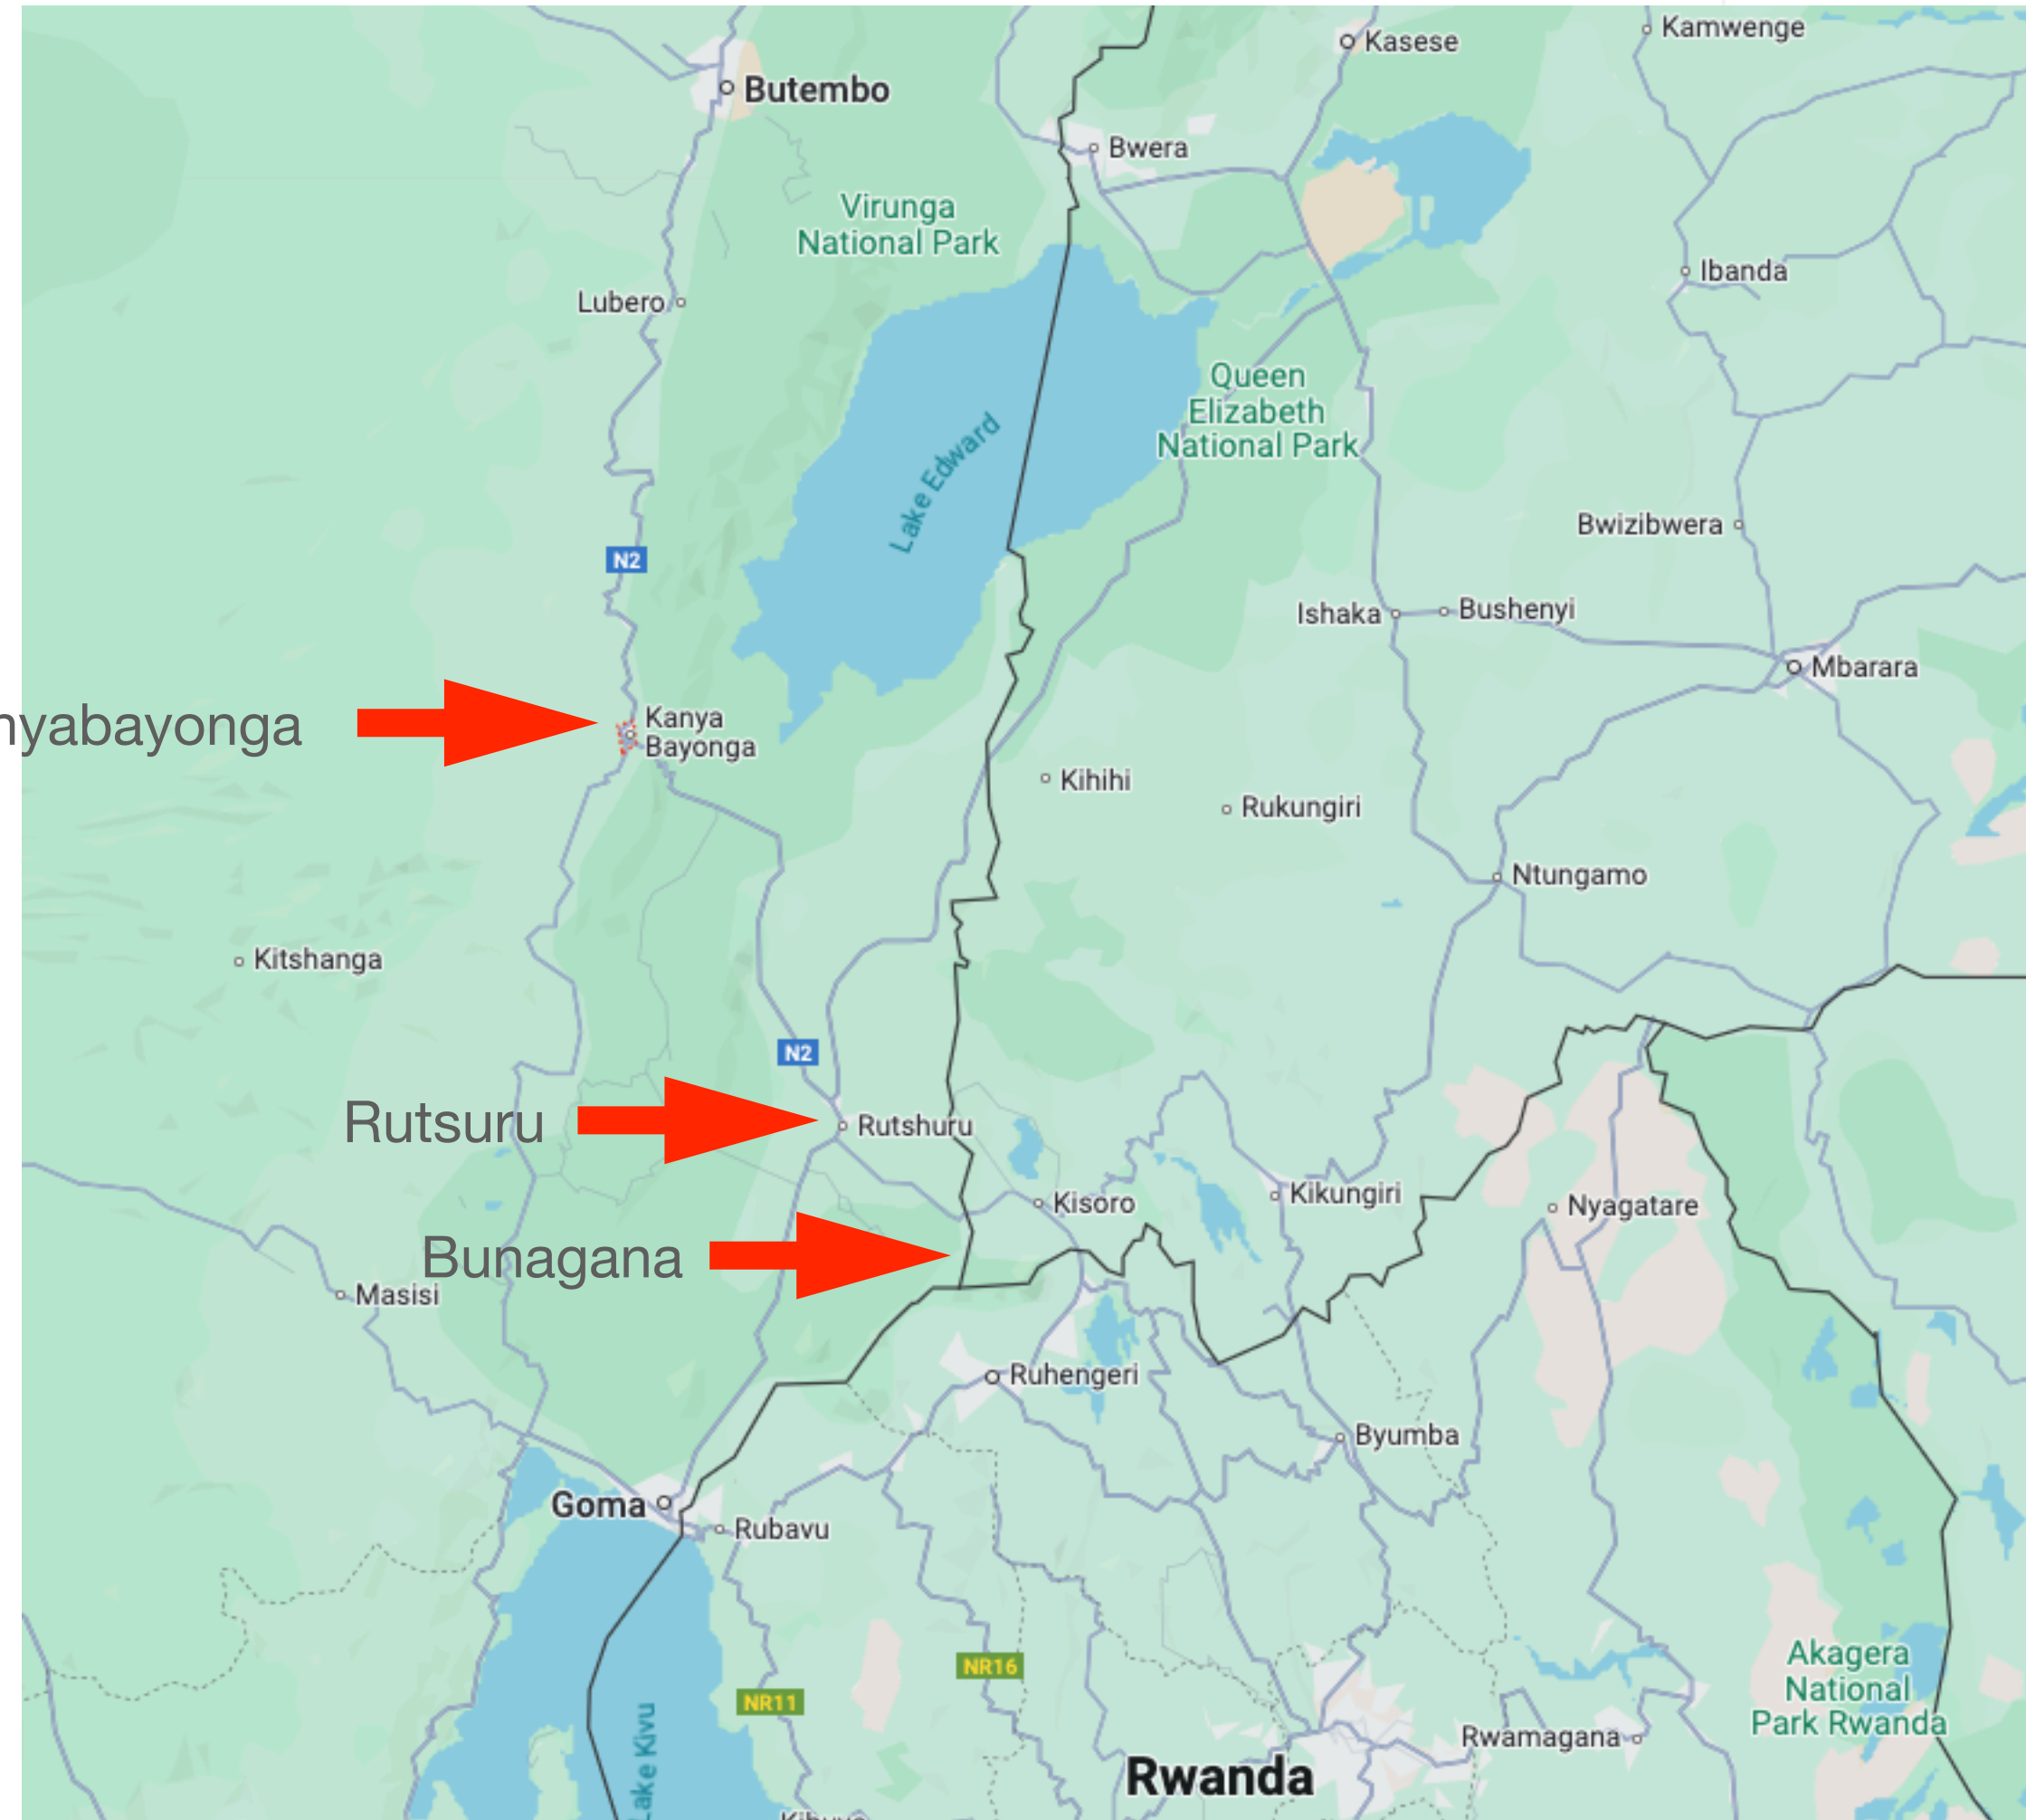 Kasese
Kamwenge
Butembo
Bwera
Virunga
National Park
Ibanda
Lubero
Queen
Elizabeth
National Park
Lake Edward
Bwizibwera
N2
Ishaka
Bushenyi
Mbarara
nyabayonga
Kanya
Bayonga
Kihihi
Rukungiri
Ntungamo
Kitshanga
N2
Rutsuru
Rutshuru
Kisoro
Kikungiri
Nyagatare
Bunagana
Masisi
Ruhengeri
Byumba
Goma
Rubavu
NR16
NR11
Akagera
National
Park Rwanda
Lake Kivu
Rwamagana
Rwanda